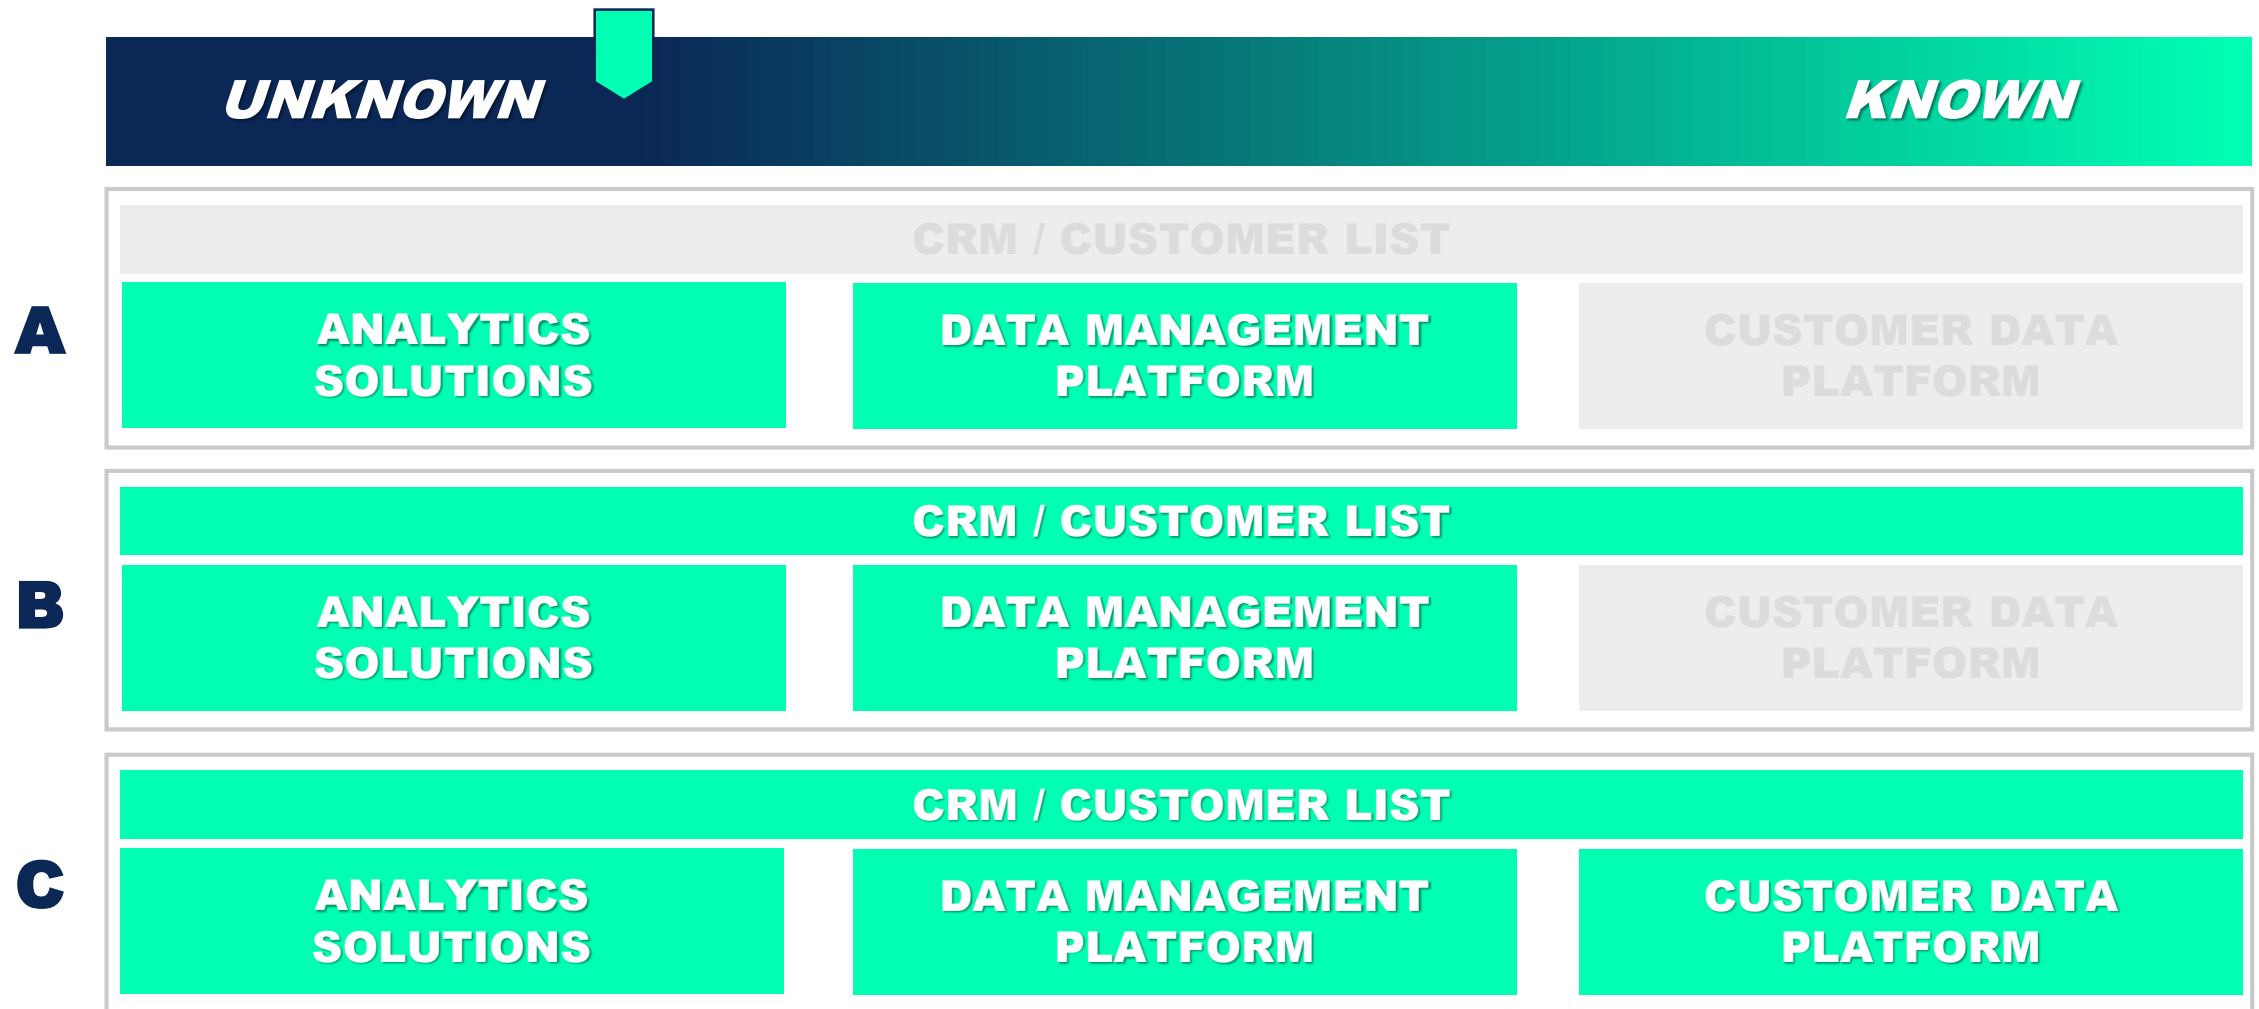 UNKNOWN KNOWN
CRM / CUSTOMER LIST
A
ANALYTICS
SOLUTIONS
DATA MANAGEMENT
PLATFORM
CUSTOMER DATA
PLATFORM
CRM / CUSTOMER LIST
B
ANALYTICS
SOLUTIONS
DATA MANAGEMENT
PLATFORM
CUSTOMER DATA
PLATFORM
CRM / CUSTOMER LIST
C
ANALYTICS
SOLUTIONS
DATA MANAGEMENT
PLATFORM
CUSTOMER DATA
PLATFORM